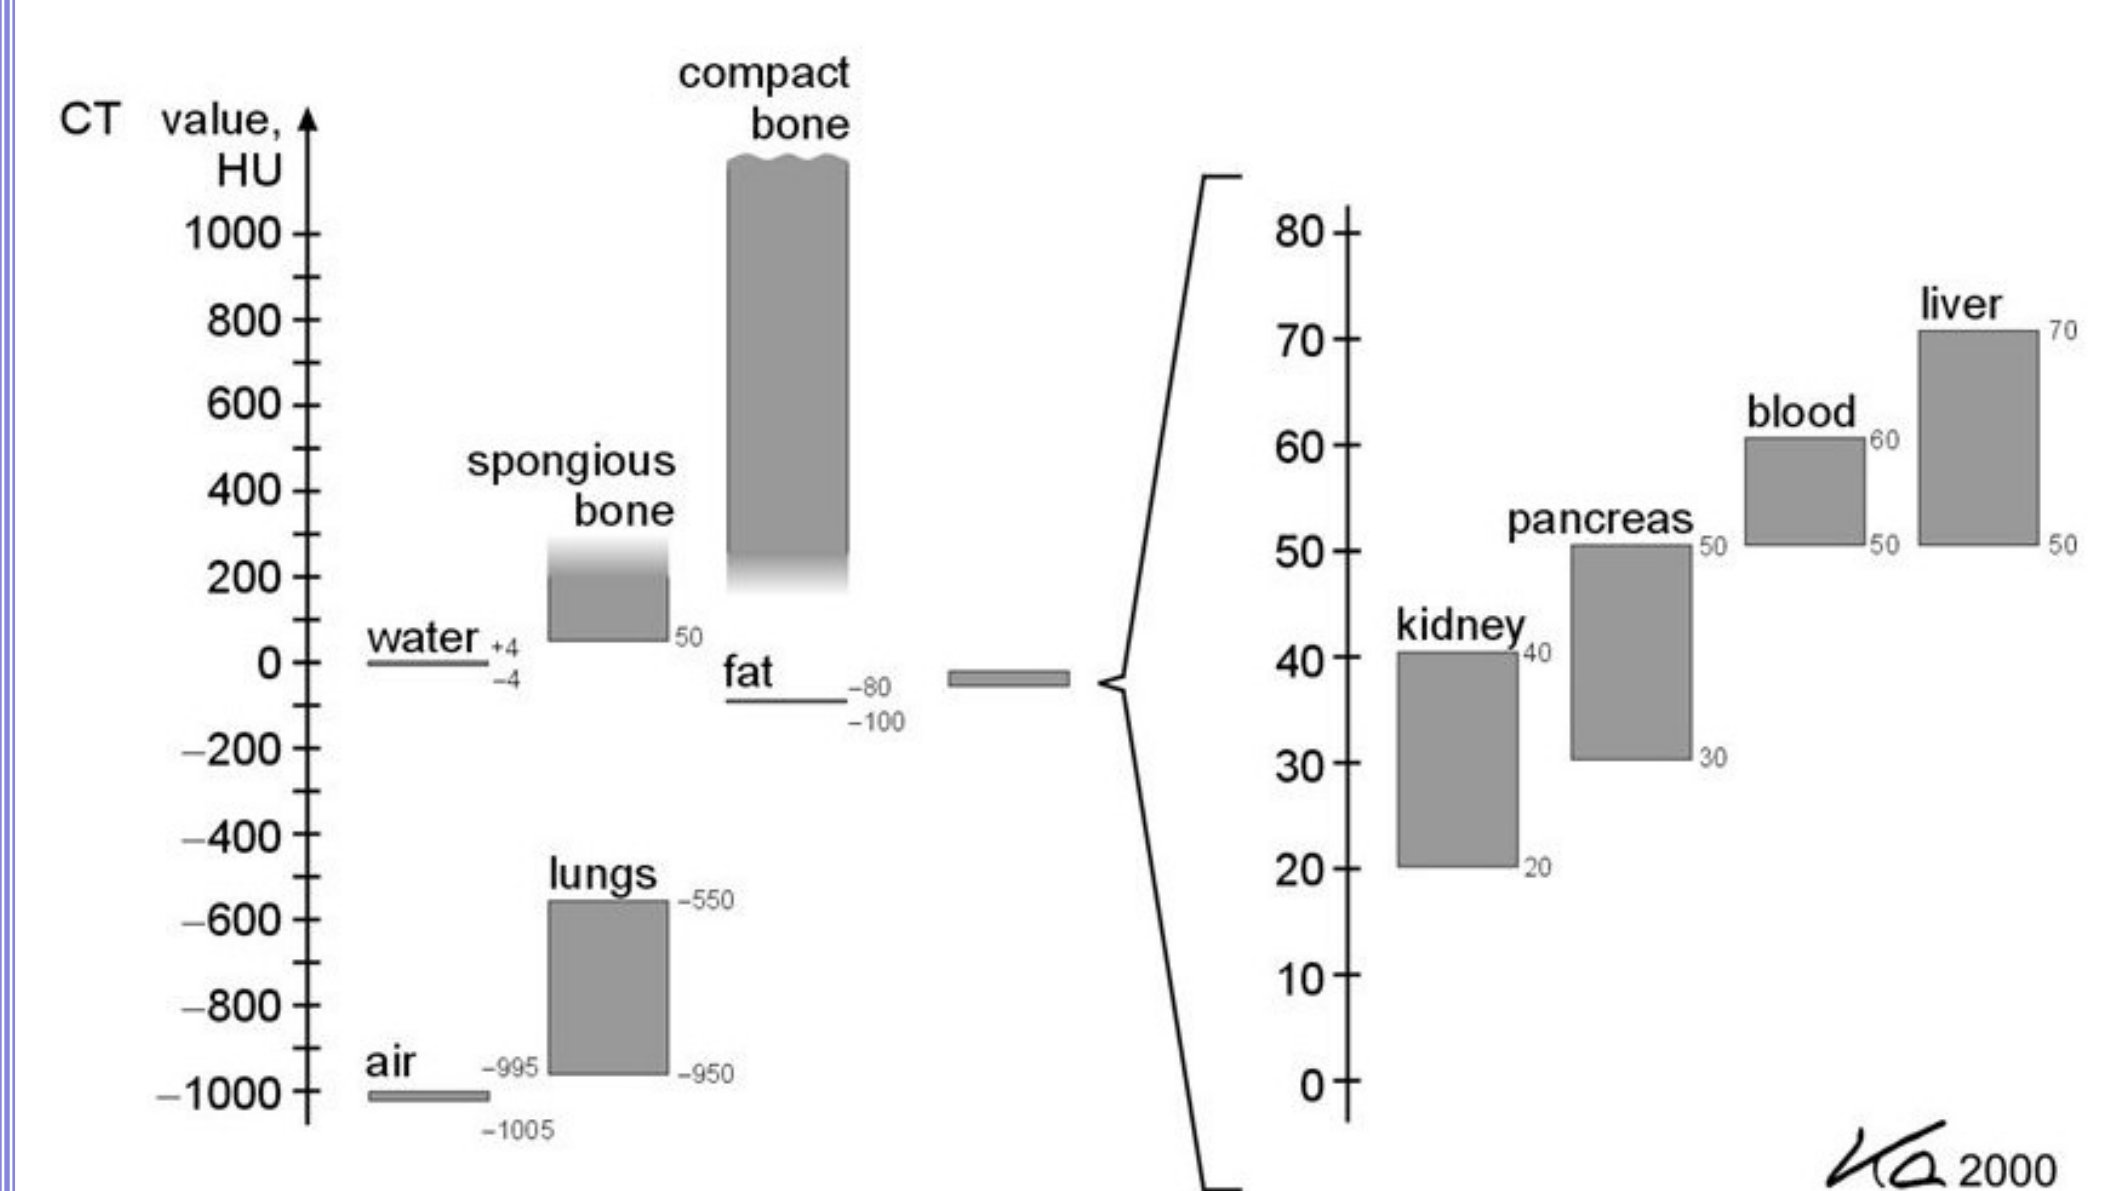 compact
bone
CT value,
HU
1000
800
600
400
200
0
–200
–400
–600
–800
–1000
spongious
bone
50
water +4
–4
fat
–80
–100
lungs
–550
–950
air
–995
–1005
80
70
60
50
40
30
20
10
0
liver
70
50
blood
60
50
pancreas
50
30
kidney
40
20
2000